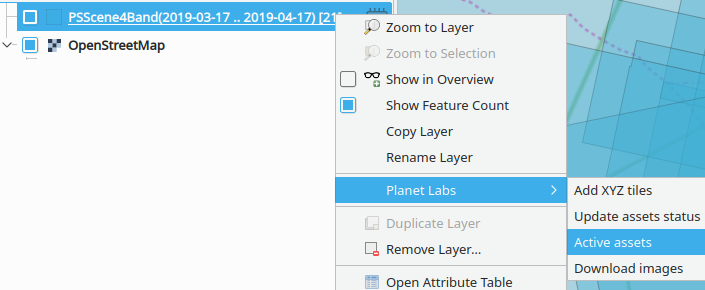 PSScene4Band(2019-03-17 .. 2019-04-17) [21]
OpenStreetMap
Zoom to Layer
Zoom to Selection
Show in Overview
Show Feature Count
Copy Layer
Rename Layer
Planet Labs
Duplicate Layer
Remove Layer...
Open Attribute Table
Add XYZ tiles
Update assets status
Active assets
Download images